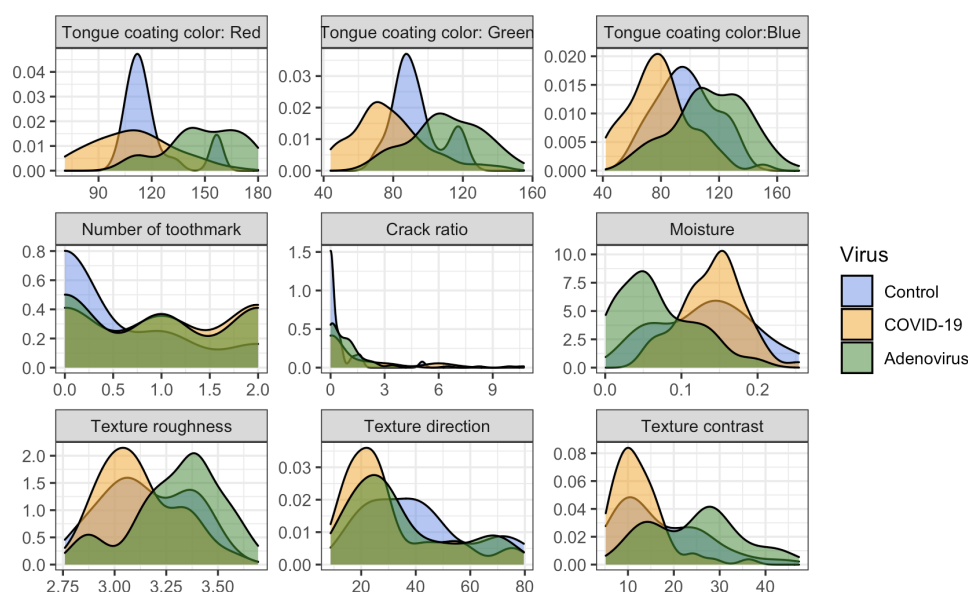 Tongue coating color: Red
Tongue coating color: Green
Tongue coating color:Blue
0.04
0.03
0.02
0.01
0.00
90 120 150 180
0.03
0.02
0.01
0.00
40 80 120 160
0.020
0.015
0.010
0.005
0.000
40 80 120 160
Number of toothmark
Crack ratio
Moisture
0.8
0.6
0.4
0.2
0.0
0.0 0.5 1.0 1.5 2.0
1.5
1.0
0.5
0.0
0 3 6 9
10.0
7.5
5.0
2.5
0.0
0.0 0.1 0.2
Virus
Control
COVID-19
Adenovirus
Texture roughness
Texture direction
Texture contrast
2.0
1.5
1.0
0.5
0.0
2.75 3.00 3.25 3.50
0.03
0.02
0.01
0.00
20 40 60 80
0.08
0.06
0.04
0.02
0.00
10 20 30 40